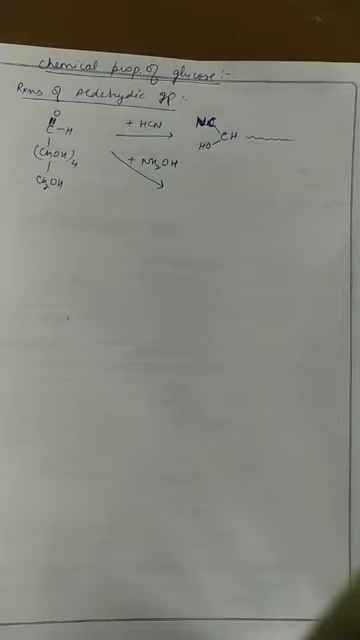 chemical prop. of glucose:-
Rxns of aldehydic gp:-
O
C-H
(CHOH)4
CH2OH
+ HCN
+ NH2OH
NC
HO CH